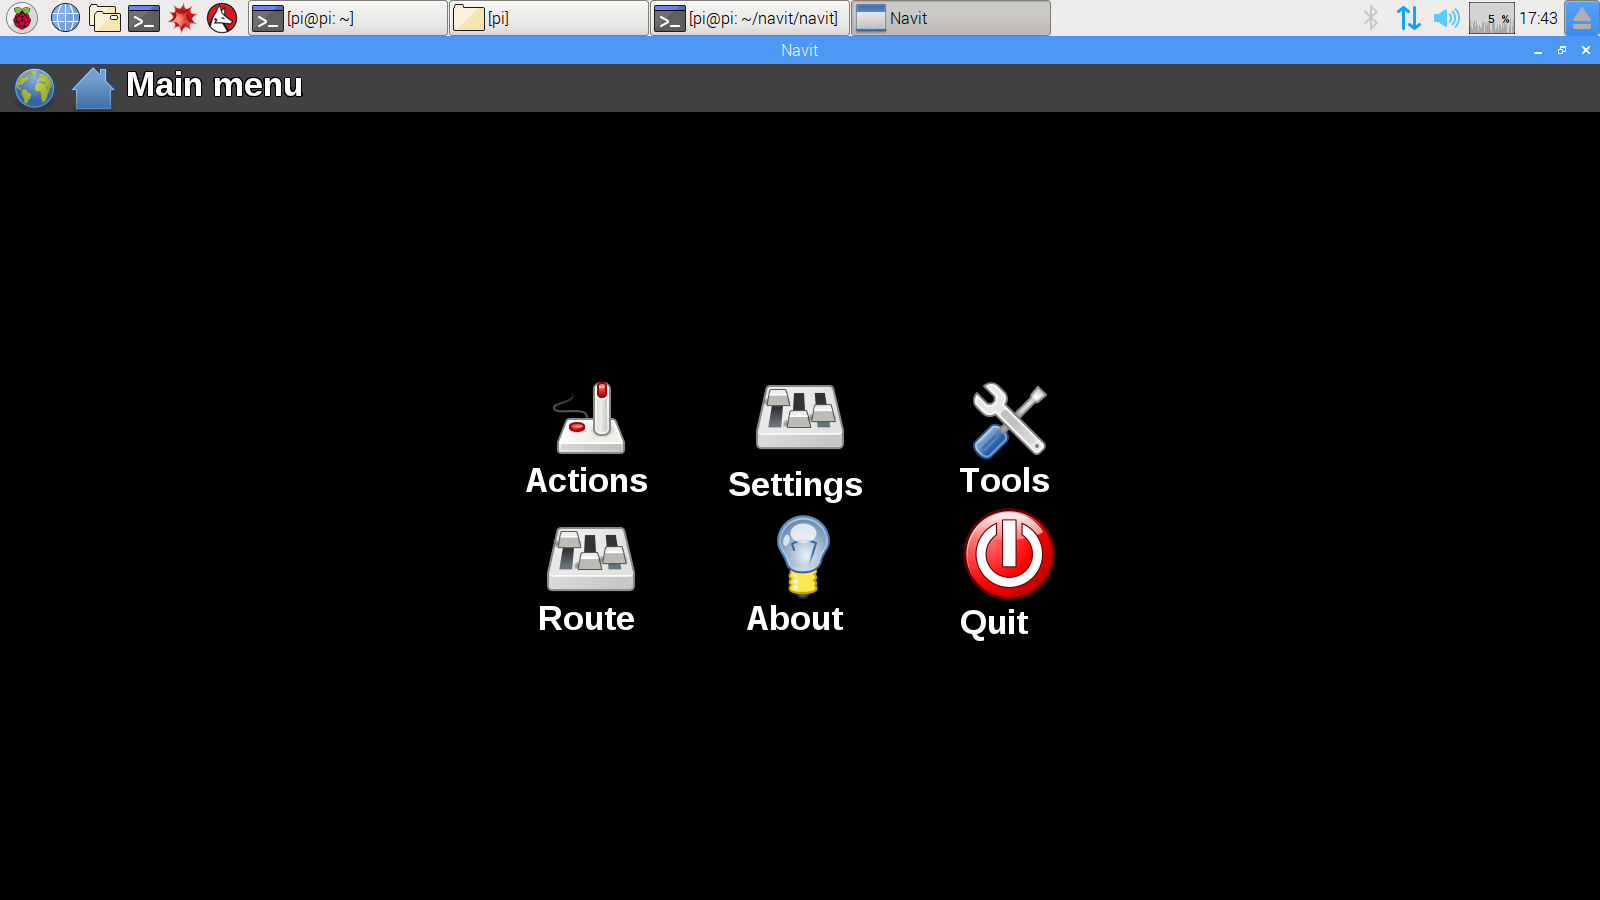 [pi@pi: ~] [pi] [pi@pi: ~/navit/navit] Navit 5 % 17:43
Navit
Main menu
Actions Settings Tools
Route About Quit